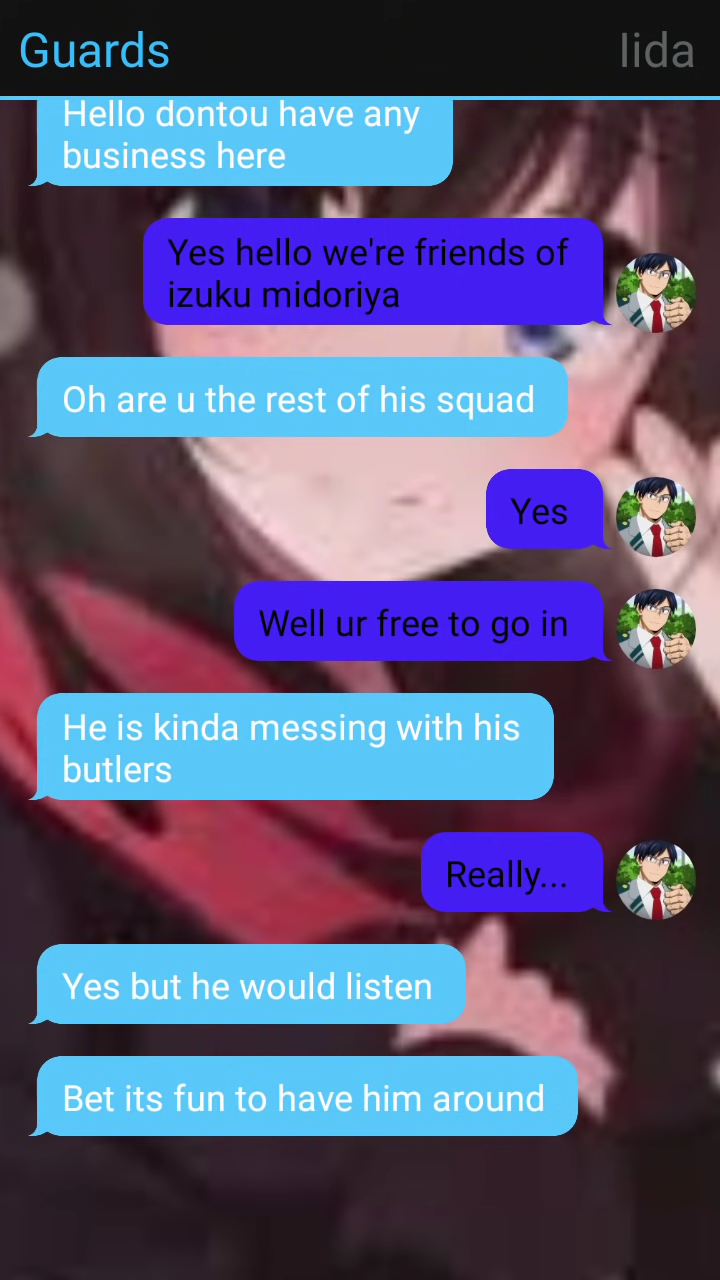 Guards
Iida
Hello dontou have any
business here
Yes hello we're friends of
izuku midoriya
Oh are u the rest of his squad
Yes
Well ur free to go in
He is kinda messing with his
butlers
Really...
Yes but he would listen
Bet its fun to have him around